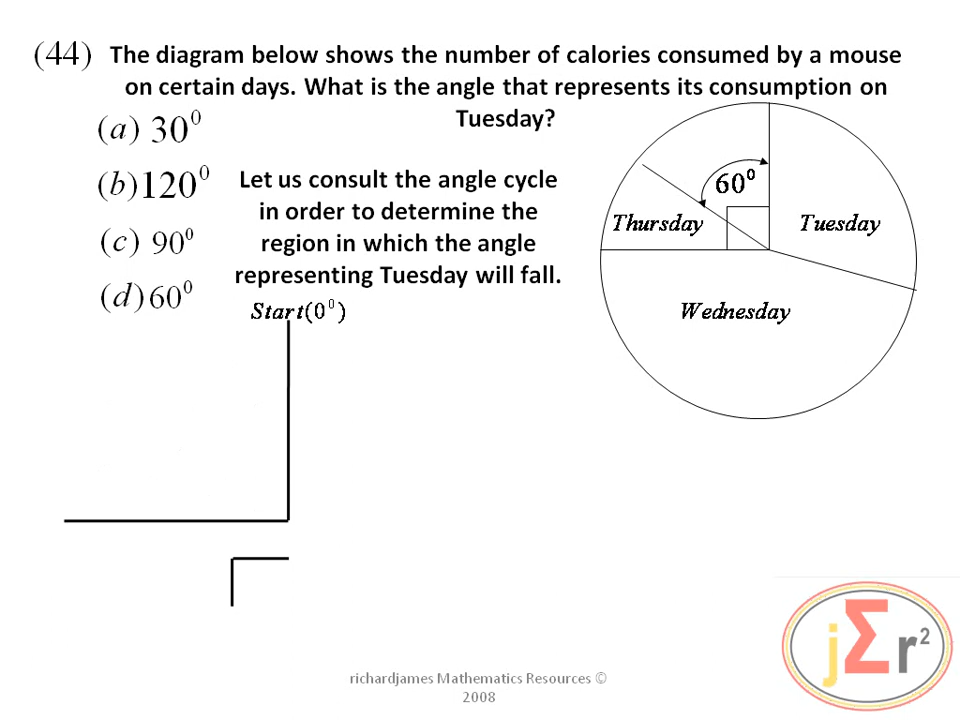 (44) The diagram below shows the number of calories consumed by a mouse
on certain days. What is the angle that represents its consumption on
Tuesday?
(a) 30⁰
(b) 120⁰
(c) 90⁰
(d) 60⁰
Let us consult the angle cycle
in order to determine the
region in which the angle
representing Tuesday will fall.
Start(0⁰)
60⁰
Thursday
Tuesday
Wednesday
jΣr²
richardjames Mathematics Resources ©
2008